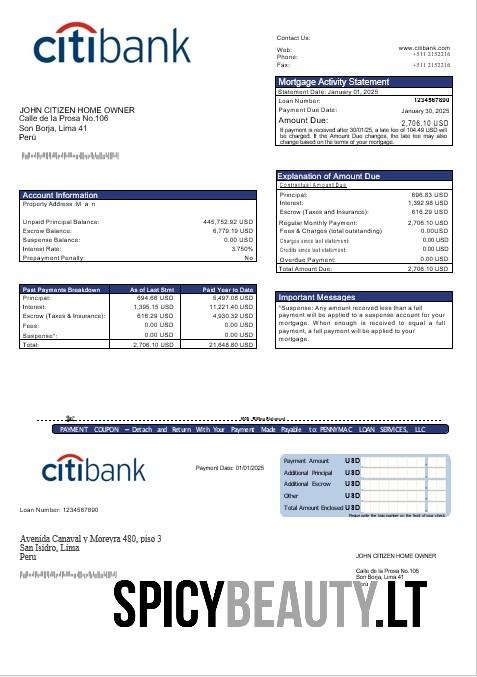 citibank
Contact Us:
Web: www.citibank.com
Phone: +511 2152216
Fax: +511 2152216
Mortgage Activity Statement
Statement Date: January 01, 2025
Loan Number: 1234567890
Payment Due Date: January 30, 2025
Amount Due: 2,706.10 USD
If payment is received after 30/01/25, a late fee of 104.49 USD will be
charged. If the Amount Due changes, the late fee may also
change based on the terms of your mortgage.
JOHN CITIZEN HOME OWNER
Calle de la Prosa No.106
Son Borja, Lima 41
Perú
Explanation of Amount Due
Contractual Amount Due
Principal: 696.83 USD
Interest: 1,392.98 USD
Escrow (Taxes and Insurance): 616.29 USD
Regular Monthly Payment: 2,706.10 USD
Fees & Charges (total outstanding) 0.00USD
Charges since last statement: 0.00 USD
Credits since last statement: 0.00 USD
Overdue Payment: 0.00 USD
Total Amount Due: 2,706.10 USD
Account Information
Property Address :M a n
Unpaid Principal Balance: 445,752.92 USD
Escrow Balance: 6,779.19 USD
Suspense Balance: 0.00 USD
Interest Rate: 3.750%
Prepayment Penalty: No
Past Payments Breakdown As of Last Stmt Paid Year to Date
Principal: 694.66 USD 5,497.08 USD
Interest: 1,395.15 USD 11,221.40 USD
Escrow (Taxes & Insurance): 616.29 USD 4,930.32 USD
Fees: 0.00 USD 0.00 USD
Suspense*: 0.00 USD 0.00 USD
Total: 2,706.10 USD 21,648.80 USD
Important Messages
*Suspense: Any amount received less than a full
payment will be applied to a suspense account for your
mortgage. When enough is received to equal a full
payment, a full payment will be applied to your
mortgage.
PAYMENT COUPON — Detach and Return With Your Payment Made Payable to: PENNYMAC LOAN SERVICES, LLC
citibank
Payment Date: 01/01/2025
Payment Amount USD
Additional Principal USD
Additional Escrow USD
Other USD
Total Amount Enclosed USD
Please write the loan number on the front of your check.
Loan Number: 1234567890
Avenida Canaval y Moreyra 480, piso 3
San Isidro, Lima
Peru
JOHN CITIZEN HOME OWNER
Calle de la Prosa No.106
San Borja, Lima 41
SPICYBEAUTY.LT